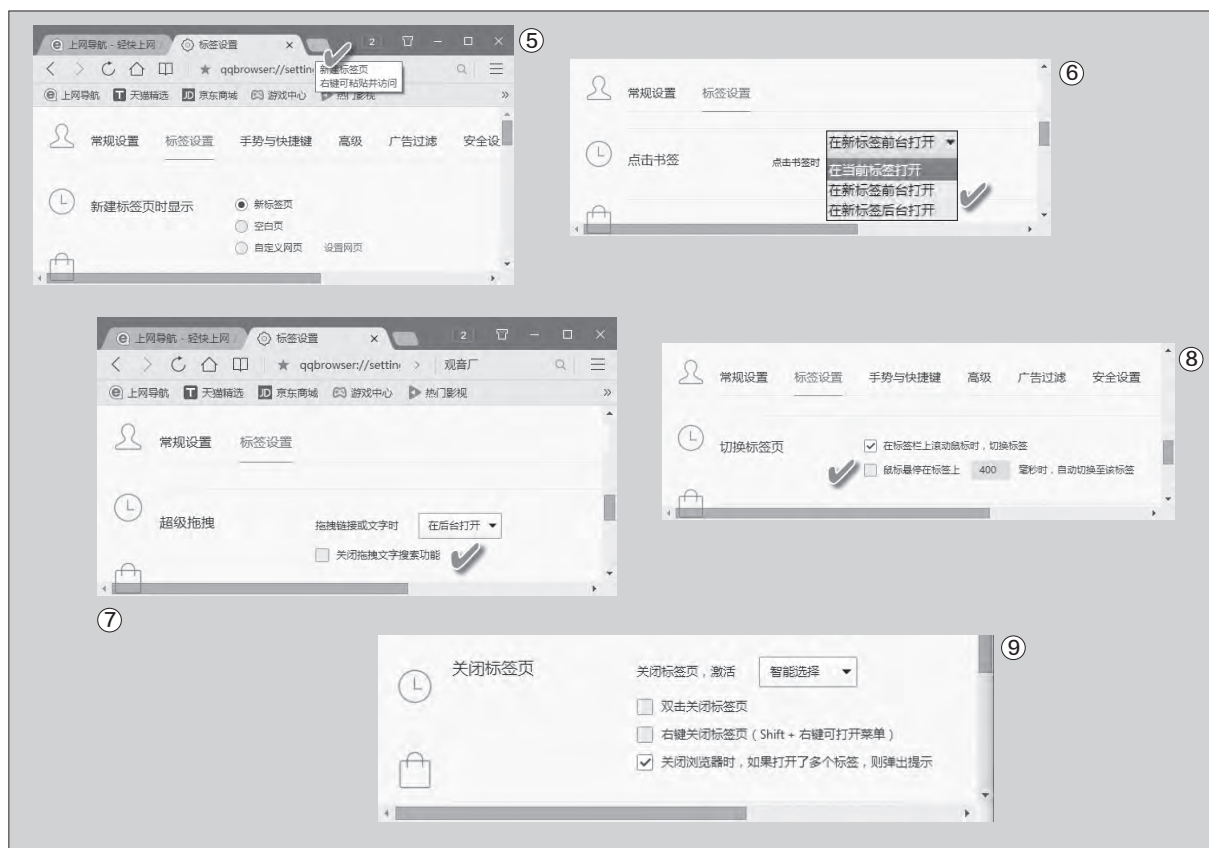 上网导航 - 轻快上网 标签设置 × 2 ⑤
qqbrowser://settin
新建标签页
右键可粘贴并访问
上网导航 天猫精选 JD 京东商城 游戏中心 热门影视 »
常规设置 标签设置 手势与快捷键 高级 广告过滤 安全设
新建标签页时显示 新标签页
空白页
自定义网页 设置网页
⑥
常规设置 标签设置
点击书签 点击书签时 在新标签前台打开
在当前标签打开
在新标签前台打开
在新标签后台打开
上网导航 - 轻快上网 标签设置 × 2
qqbrowser://settin > 观音厂
上网导航 天猫精选 JD 京东商城 游戏中心 热门影视 »
常规设置 标签设置
超级拖拽 拖拽链接或文字时 在后台打开
关闭拖拽文字搜索功能
⑦
⑧
常规设置 标签设置 手势与快捷键 高级 广告过滤 安全设置
切换标签页 在标签栏上滚动鼠标时，切换标签
鼠标悬停在标签上 400 毫秒时，自动切换至该标签
⑨
关闭标签页 关闭标签页，激活 智能选择
双击关闭标签页
右键关闭标签页（Shift + 右键可打开菜单）
关闭浏览器时，如果打开了多个标签，则弹出提示